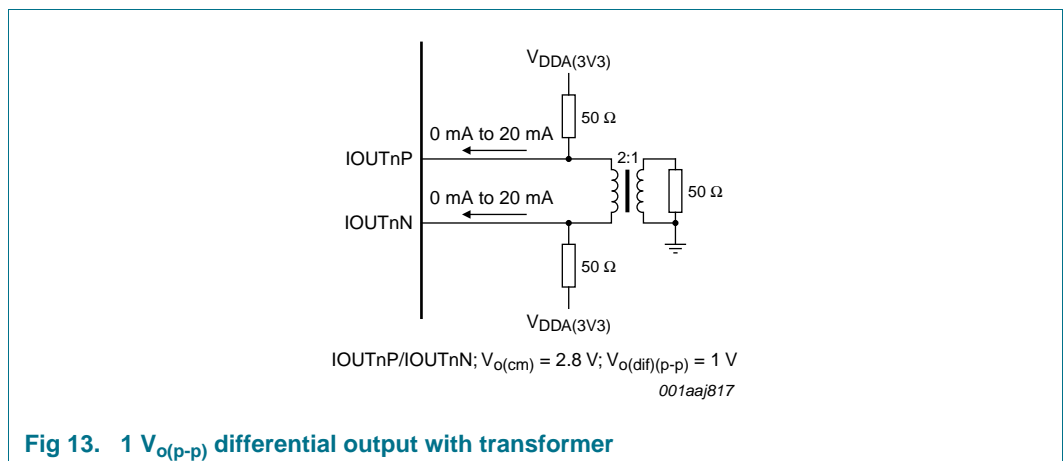 VDDA(3V3)
50 Ω
0 mA to 20 mA
IOUTnP
2:1
0 mA to 20 mA
50 Ω
IOUTnN
50 Ω
VDDA(3V3)
IOUTnP/IOUTnN; Vo(cm) = 2.8 V; Vo(dif)(p-p) = 1 V
001aaj817
Fig 13. 1 Vo(p-p) differential output with transformer